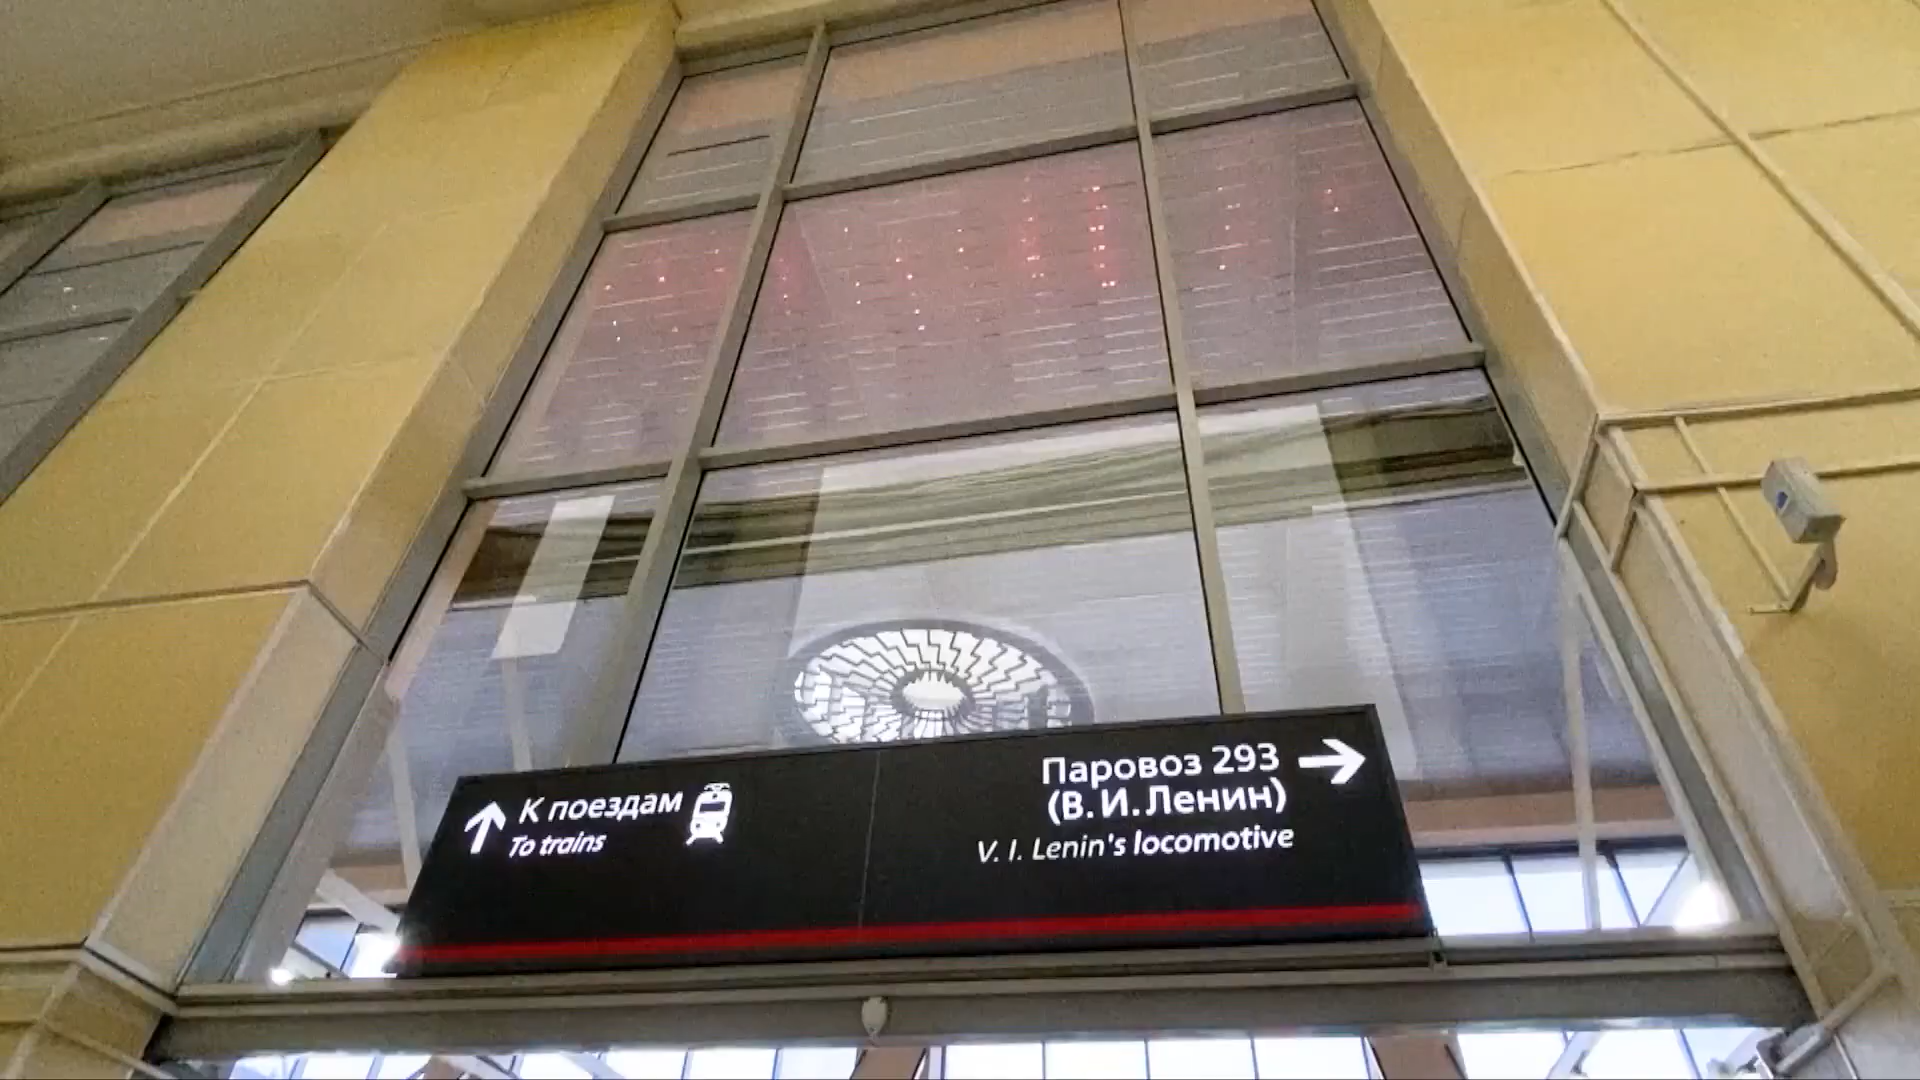 К поездам
To trains
Паровоз 293
(В. И. Ленин)
V. I. Lenin's locomotive